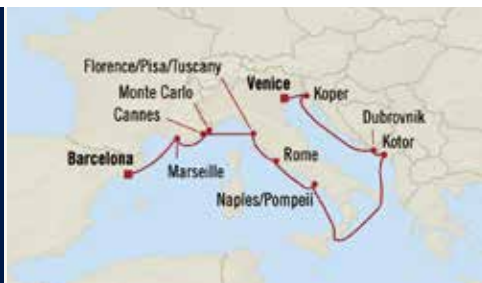 Florence/Pisa/Tuscany
Venice
Koper
Monte Carlo
Cannes
Dubrovnik
Kotor
Barcelona
Marseille
Rome
Naples/Pompeii